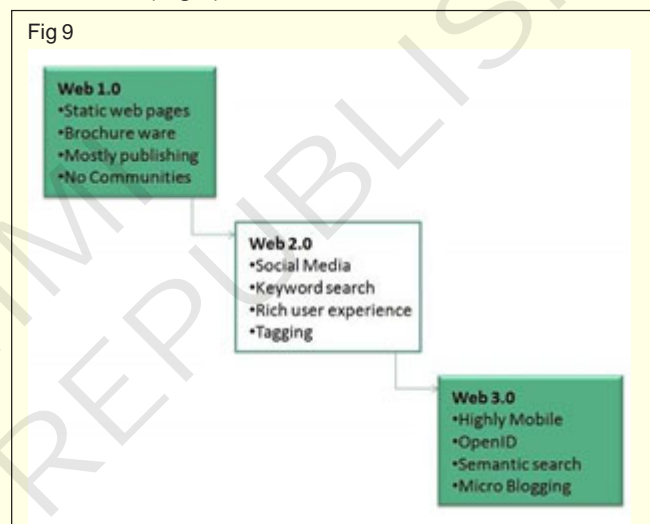 Fig 9
Web 1.0
•Static web pages
•Brochure ware
•Mostly publishing
•No Communities
Web 2.0
•Social Media
•Keyword search
•Rich user experience
•Tagging
Web 3.0
•Highly Mobile
•OpenID
•Semantic search
•Micro Blogging